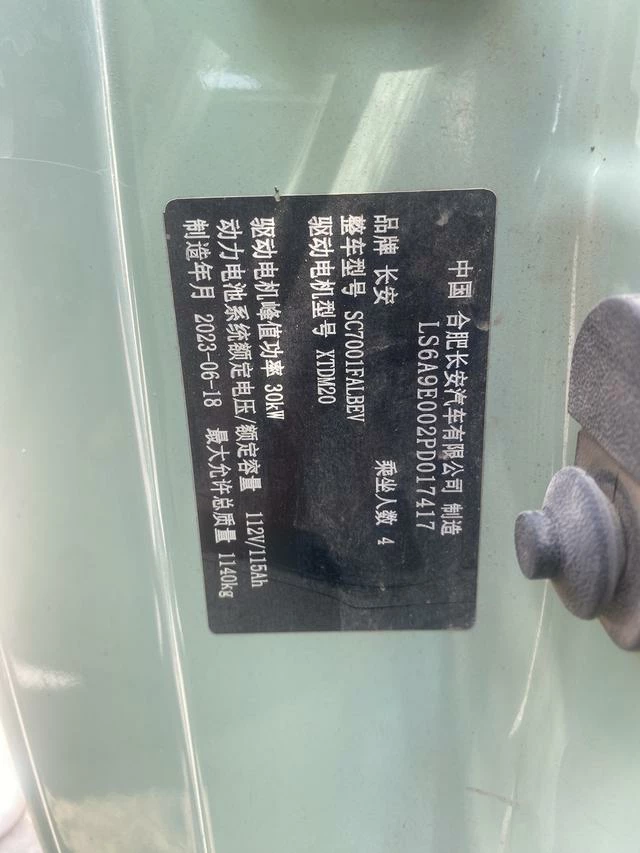 中国 合肥长安汽车有限公司 制造
LS6A9E002PD017417
品牌 长安 乘坐人数 4
整车型号 SC7001FALBEV
驱动电机型号 XTDM20
驱动电机峰值功率 30kW
动力电池系统额定电压/额定容量 112V/115Ah
制造年月 2023-06-18 最大允许总质量 1140kg